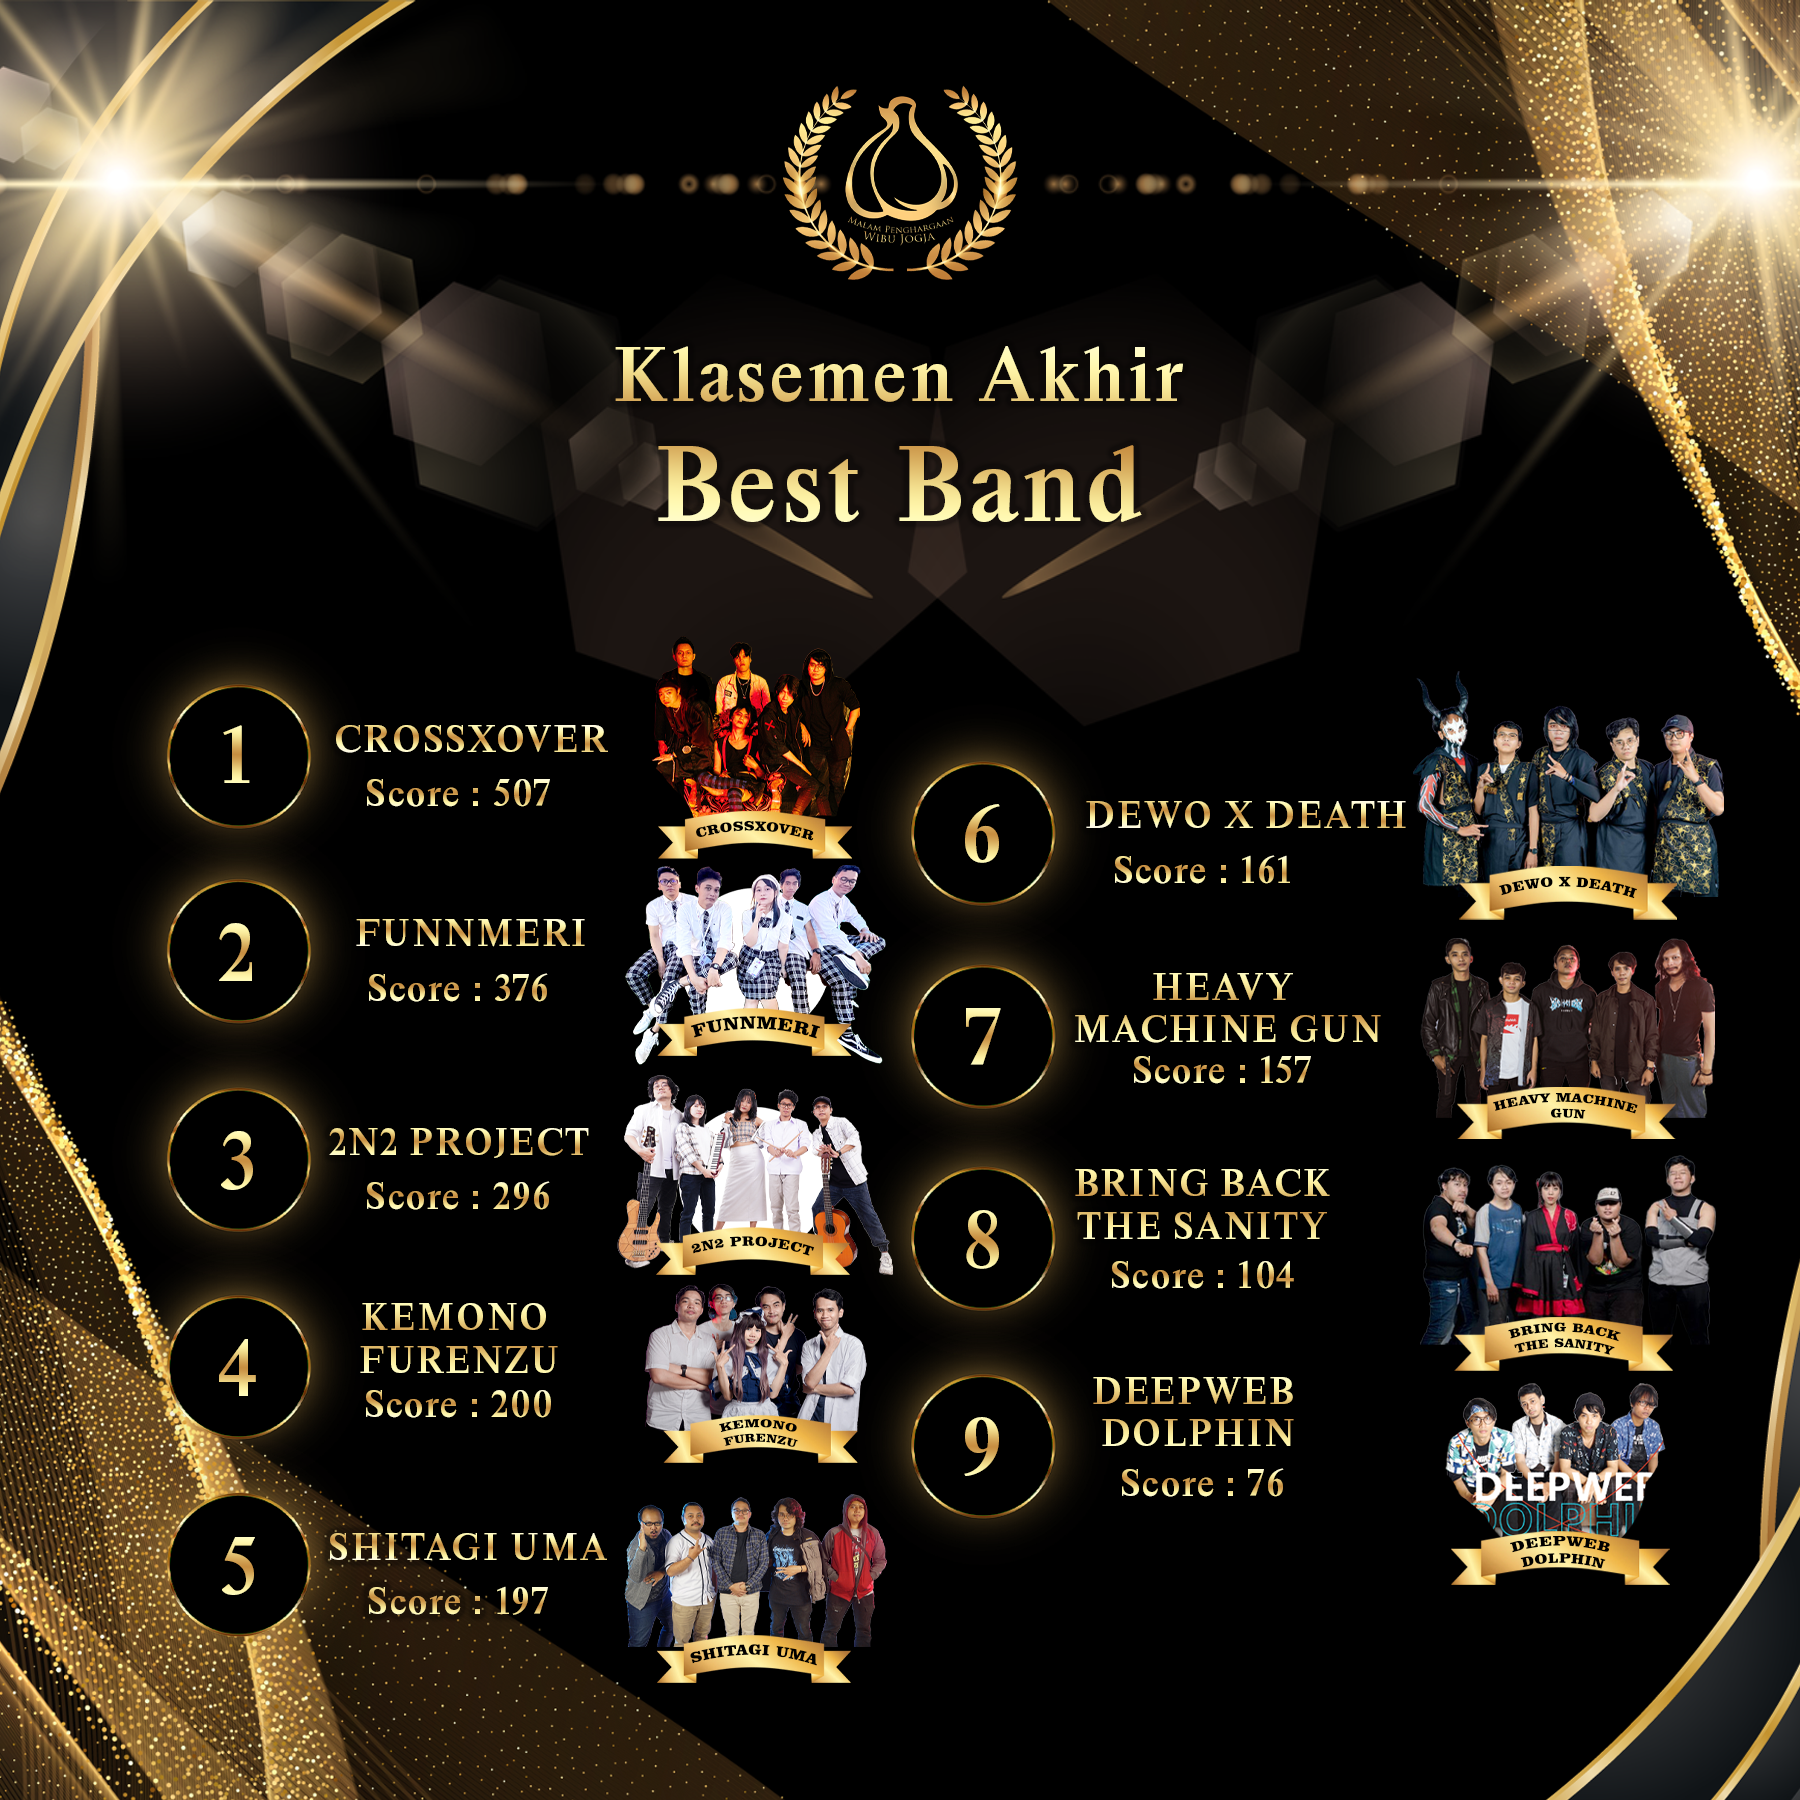 MALAM PENGHARGAAN
WIBU JOGJA
Klasemen Akhir
Best Band
1
CROSSXOVER
Score : 507
CROSSXOVER
2
FUNNMERI
Score : 376
FUNNMERI
3
2N2 PROJECT
Score : 296
2N2 PROJECT
4
KEMONO
FURENZU
Score : 200
KEMONO
FURENZU
5
SHITAGI UMA
Score : 197
SHITAGI UMA
6
DEWO X DEATH
Score : 161
DEWO X DEATH
7
HEAVY
MACHINE GUN
Score : 157
HEAVY MACHINE
GUN
8
BRING BACK
THE SANITY
Score : 104
BRING BACK
THE SANITY
9
DEEPWEB
DOLPHIN
Score : 76
DEEPWEB
DOLPHI
DEEPWEB
DOLPHIN